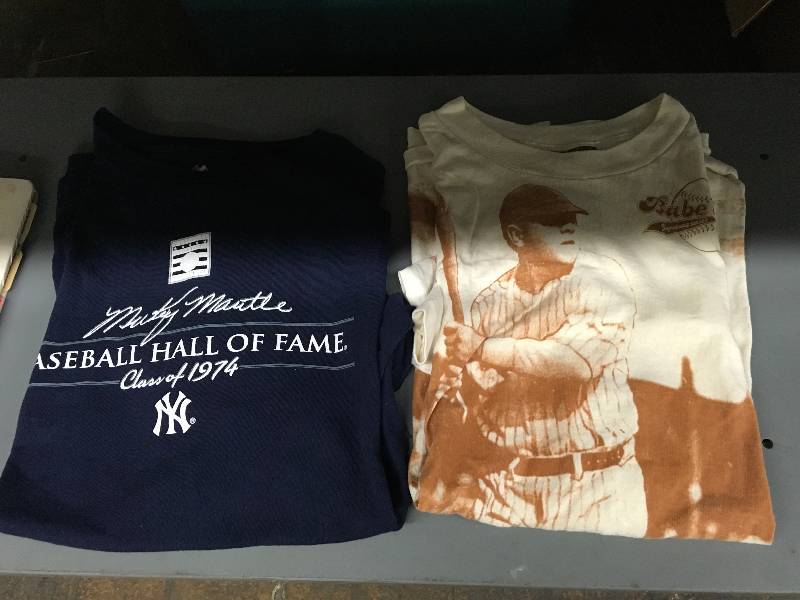 Mickey Mantle
ASEBALL HALL OF FAME
Class of 1974
NY
Babe